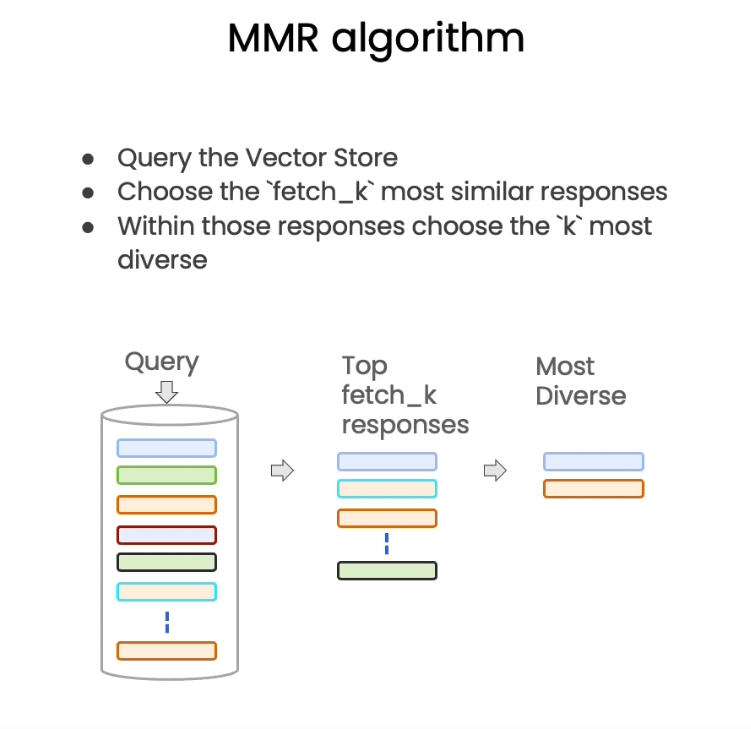 MMR algorithm
● Query the Vector Store
● Choose the `fetch_k` most similar responses
● Within those responses choose the `k` most
diverse
Query
Top
fetch_k
responses
Most
Diverse